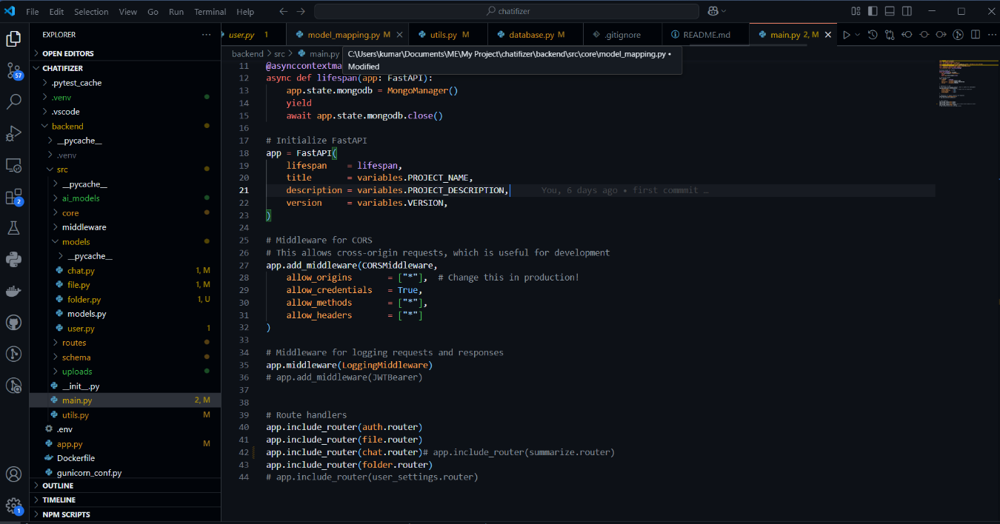 File Edit Selection View Go Run Terminal Help
chatifizer
EXPLORER
user.py 1
model_mapping.py M
utils.py M
database.py M
.gitignore
README.md
main.py 2, M
OPEN EDITORS
CHATIFIZER
.pytest_cache
.venv
.vscode
backend
__pycache__
.venv
src
__pycache__
ai_models
core
middleware
models
__pycache__
chat.py 1, M
file.py 1, M
folder.py 1, U
models.py
user.py 1
routes
schema
uploads
__init__.py
main.py 2, M
utils.py M
.env
app.py M
Dockerfile
gunicorn_conf.py
OUTLINE
TIMELINE
NPM SCRIPTS
57
2
1
backend > src > main.py
C:\Users\kumar\Documents\ME\My Project\chatifizer\backend\src\core\model_mapping.py •
Modified
11 @asynccontextma
12 async def lifespan(app: FastAPI):
13 app.state.mongodb = MongoManager()
14 yield
15 await app.state.mongodb.close()
16
17 # Initialize FastAPI
18 app = FastAPI(
19 lifespan = lifespan,
20 title = variables.PROJECT_NAME,
21 description = variables.PROJECT_DESCRIPTION, You, 6 days ago • first commmit …
22 version = variables.VERSION,
23 )
24
25 # Middleware for CORS
26 # This allows cross-origin requests, which is useful for development
27 app.add_middleware(CORSMiddleware,
28 allow_origins = ["*"], # Change this in production!
29 allow_credentials = True,
30 allow_methods = ["*"],
31 allow_headers = ["*"]
32 )
33
34 # Middleware for logging requests and responses
35 app.middleware(LoggingMiddleware)
36 # app.add_middleware(JWTBearer)
37
38
39 # Route handlers
40 app.include_router(auth.router)
41 app.include_router(file.router)
42 app.include_router(chat.router)# app.include_router(summarize.router)
43 app.include_router(folder.router)
44 # app.include_router(user_settings.router)